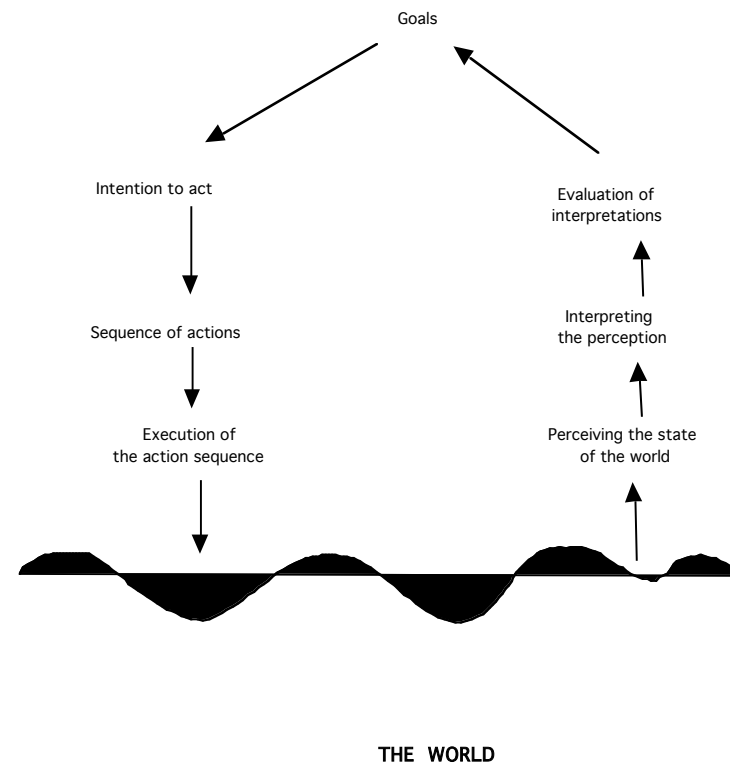 Goals
Intention to act
Evaluation of
interpretations
Sequence of actions
Interpreting
the perception
Execution of
the action sequence
Perceiving the state
of the world
THE WORLD